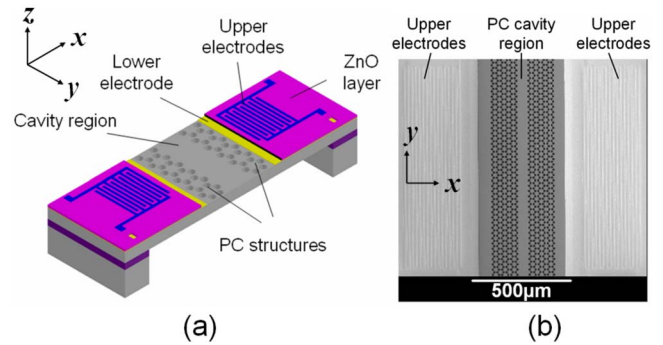 z
x
y
Upper
electrodes
Lower
electrode
ZnO
layer
Cavity region
PC structures
(a)
Upper
electrodes
PC cavity
region
Upper
electrodes
y
x
500μm
(b)